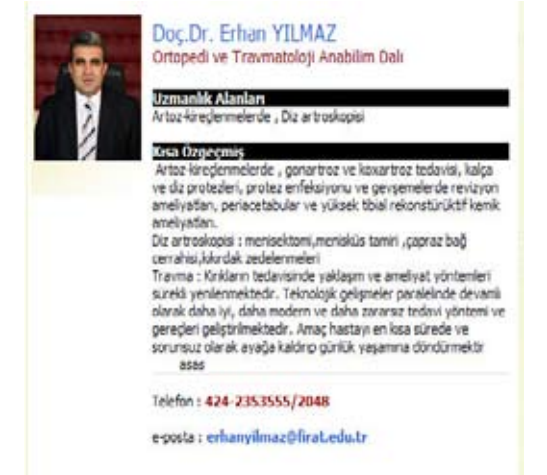 Doç.Dr. Erhan YILMAZ
Ortopedi ve Travmatoloji Anabilim Dalı
Uzmanlık Alanları
Artoz-kireçlenmelerde , Diz artroskopisi
Kısa Özgeçmiş
Artoz-kireçlenmelerde , gonartroz ve koxartroz tedavisi, kalça
ve diz protezleri, protez enfeksiyonu ve gevşemelerde revizyon
ameliyatları, periacetabular ve yüksek tibial rekonstürüktif kemik
ameliyatları.
Diz artroskopisi : menisektomi,menisküs tamiri ,çapraz bağ
cerrahisi,kıkırdak zedelenmeleri
Travma : Kırıkların tedavisinde yaklaşım ve ameliyat yöntemleri
sürekli yenilenmektedir. Teknolojik gelişmeler paralelinde devamlı
olarak daha iyi, daha modern ve daha zararsız tedavi yöntemi ve
gereçleri geliştirilmektedir. Amaç hastayı en kısa sürede ve
sorunsuz olarak ayağa kaldırıp günlük yaşamına döndürmektir
asas
Telefon : 424-2353555/2048
e-posta : erhanyilmaz@firat.edu.tr